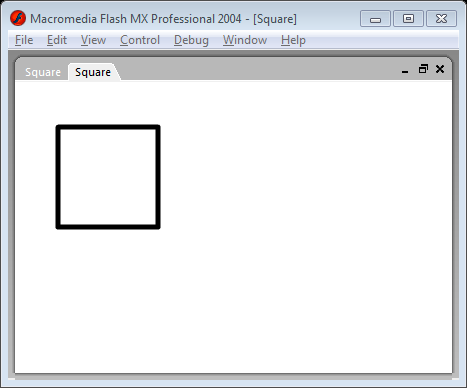 Macromedia Flash MX Professional 2004 - [Square]
File Edit View Control Debug Window Help
Square Square